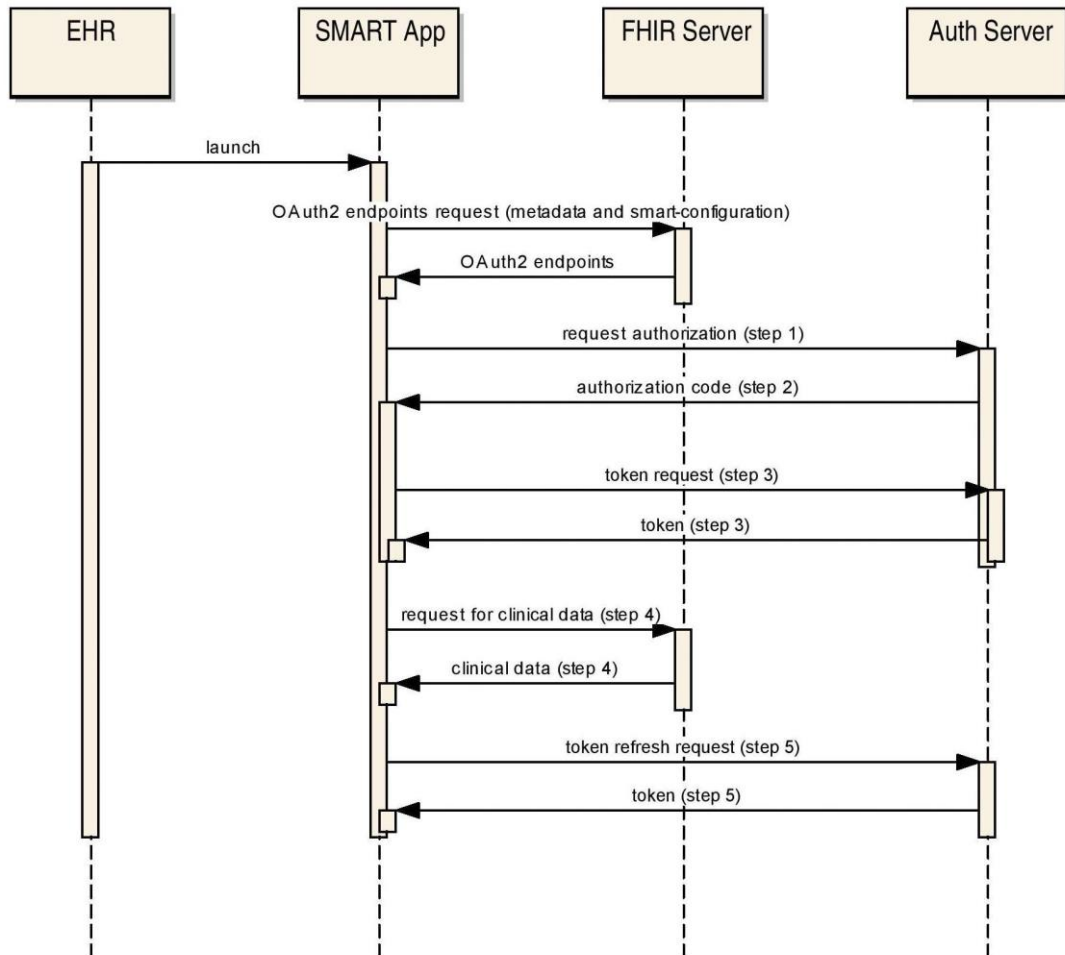 EHR
SMART App
FHIR Server
Auth Server
launch
OAuth2 endpoints request (metadata and smart-configuration)
OAuth2 endpoints
request authorization (step 1)
authorization code (step 2)
token request (step 3)
token (step 3)
request for clinical data (step 4)
clinical data (step 4)
token refresh request (step 5)
token (step 5)